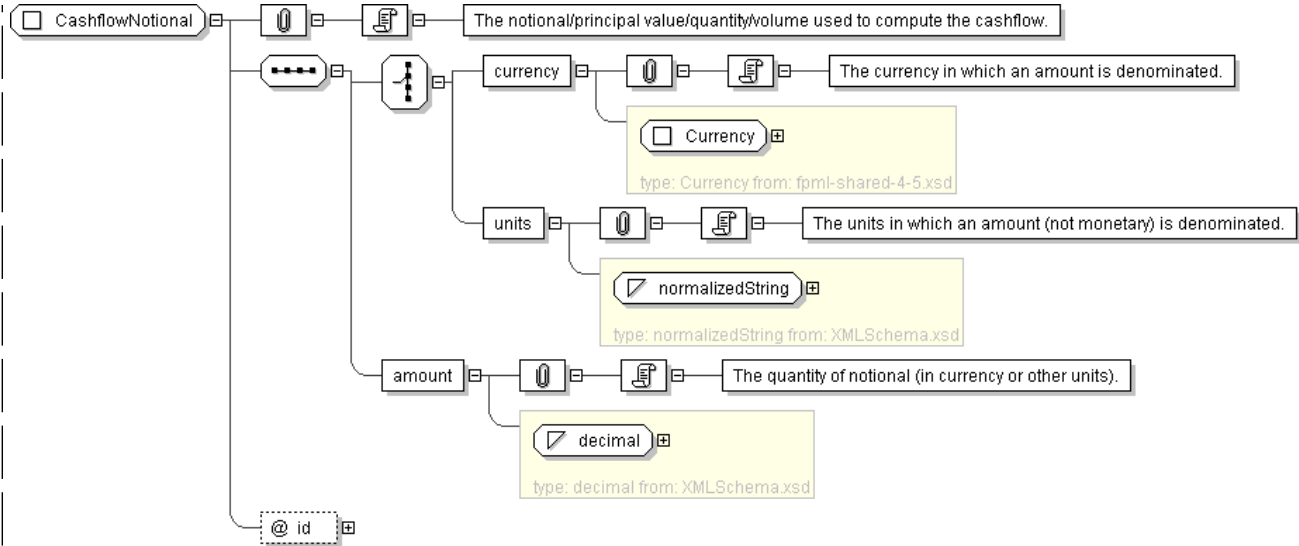 CashflowNotional
The notional/principal value/quantity/volume used to compute the cashflow.
currency
The currency in which an amount is denominated.
Currency
type: Currency from: fpml-shared-4-5.xsd
units
The units in which an amount (not monetary) is denominated.
normalizedString
type: normalizedString from: XMLSchema.xsd
amount
The quantity of notional (in currency or other units).
decimal
type: decimal from: XMLSchema.xsd
@ id